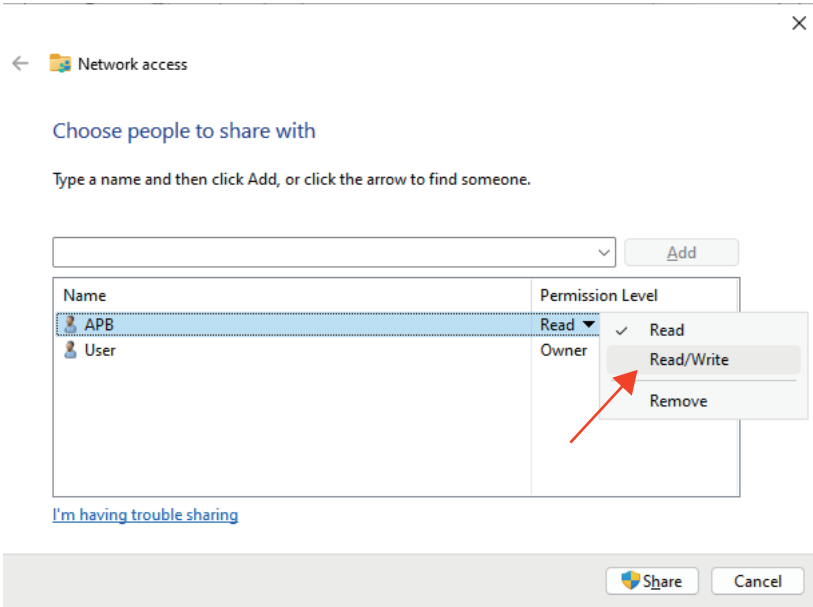 Network access
Choose people to share with
Type a name and then click Add, or click the arrow to find someone.
Add
Name Permission Level
APB Read Read
User Owner Read/Write
Remove
I'm having trouble sharing
Share Cancel